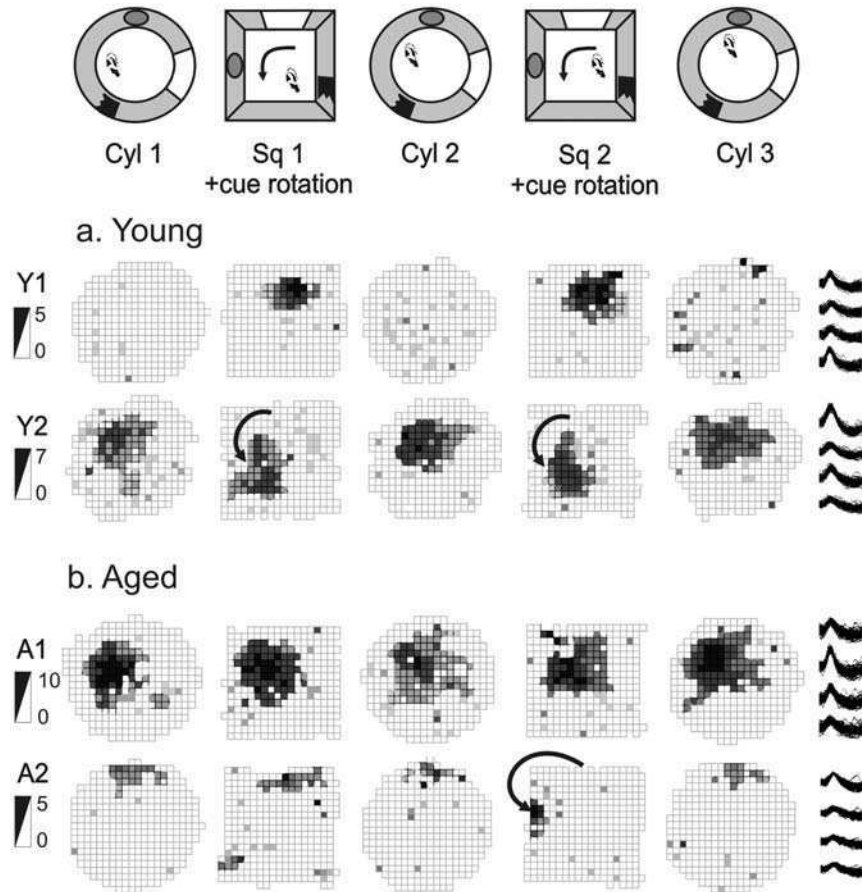 Cyl 1 Sq 1 Cyl 2 Sq 2 Cyl 3
+cue rotation +cue rotation
a. Young
Y1
5
0
Y2
7
0
b. Aged
A1
10
0
A2
5
0